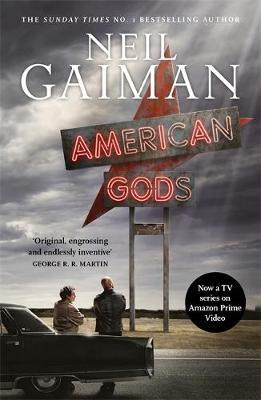 THE SUNDAY TIMES NO. 1 BESTSELLING AUTHOR
NEIL
GAIMAN
AMERICAN
GODS
'Original, engrossing
and endlessly inventive'
GEORGE R. R. MARTIN
Now a TV
series on
Amazon Prime
Video